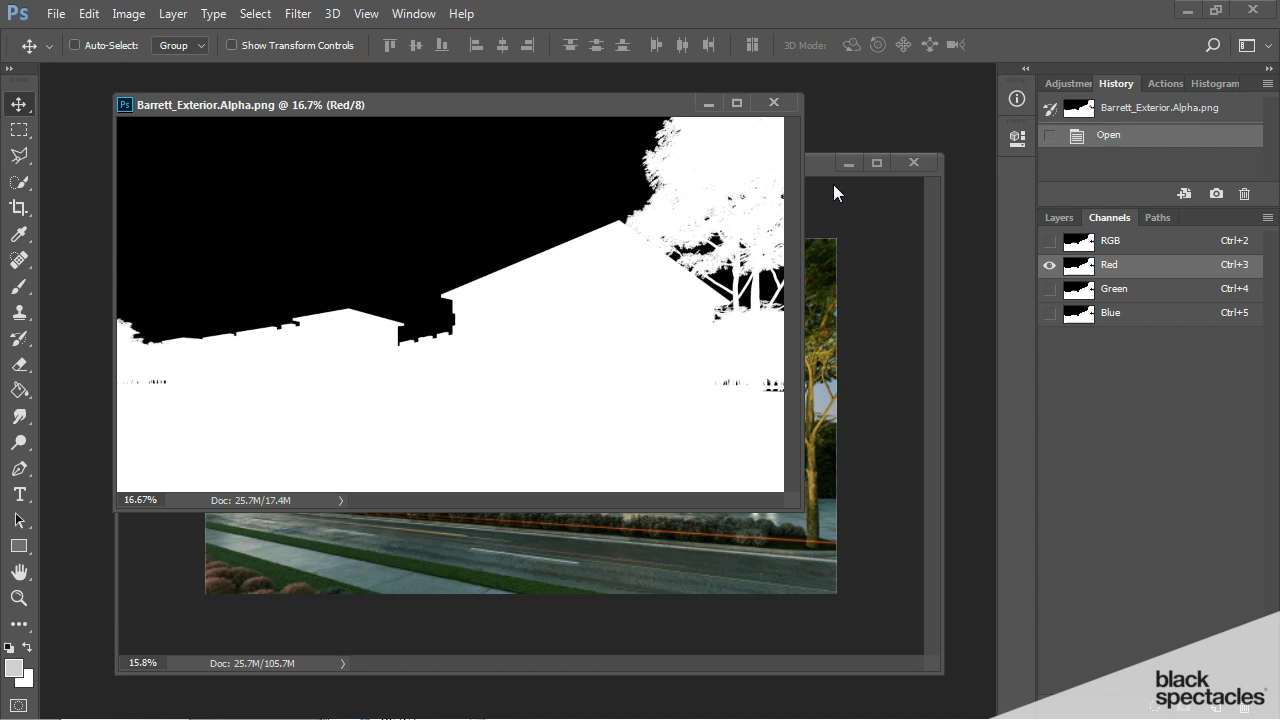 Ps File Edit Image Layer Type Select Filter 3D View Window Help
Auto-Select: Group Show Transform Controls 3D Mode:
Adjustmer History Actions Histogram
Ps Barrett_Exterior.Alpha.png @ 16.7% (Red/8)
Barrett_Exterior.Alpha.png
Open
Layers Channels Paths
RGB Ctrl+2
Red Ctrl+3
Green Ctrl+4
Blue Ctrl+5
16.67% Doc: 25.7M/17.4M
15.8% Doc: 25.7M/105.7M
black
spectacles